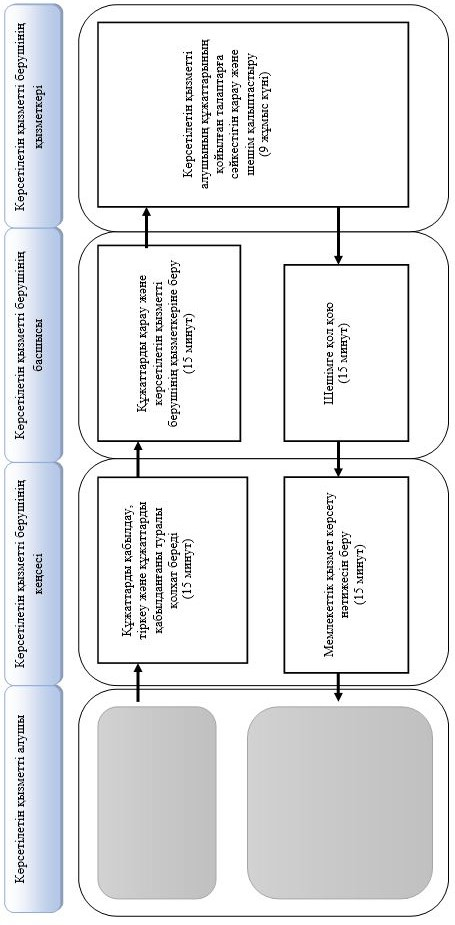 Көрсетілетін қызметті алушы
Көрсетілетін қызметті берушінің
кеңсесі
Көрсетілетін қызметті берушінің
басшысы
Көрсетілетін қызметті берушінің
қызметкері
Құжаттарды қабылдау,
тіркеу және құжаттарды
қабылданғаны туралы
қолхат береді
(15 минут)
Құжаттарды қарау және
көрсетілетін қызметті
берушінің қызметкеріне беру
(15 минут)
Көрсетілетін қызметті
алушының құжаттарының
қойылған талаптарға
сәйкестігін қарау және
шешім қалыптастыру
(9 жұмыс күні)
Шешімге қол қою
(15 минут)
Мемлекеттік қызмет көрсету
нәтижесін беру
(15 минут)